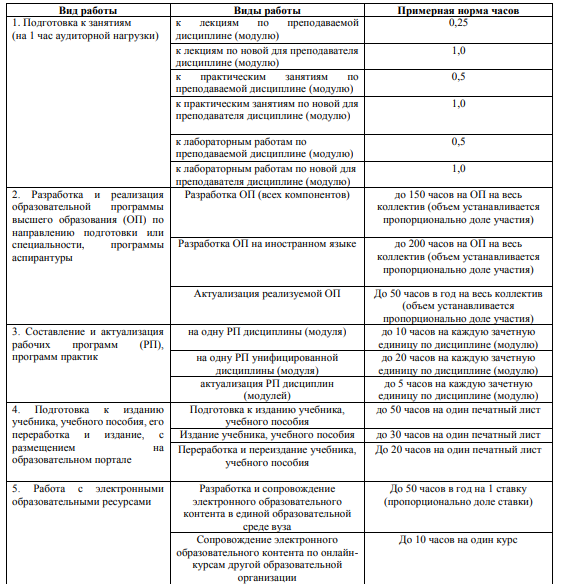 Вид работы	Виды работы	Примерная норма часов
1. Подготовка к занятиям
(на 1 час аудиторной нагрузки)
к лекциям по преподаваемой
дисциплине (модулю)
0,25
к лекциям по новой для преподавателя
дисциплине (модулю)
1,0
к практическим занятиям по
преподаваемой дисциплине (модулю)
0,5
к практическим занятиям по новой для
преподавателя дисциплине (модулю)
1,0
к лабораторным работам по
преподаваемой дисциплине (модулю)
0,5
к лабораторным работам по новой для
преподавателя дисциплине (модулю)
1,0
2. Разработка и реализация
образовательной программы
высшего образования (ОП) по
направлению подготовки или
специальности, программы
аспирантуры
Разработка ОП (всех компонентов)
до 150 часов на ОП на весь
коллектив (объем устанавливается
пропорционально доле участия)
Разработка ОП на иностранном языке
до 200 часов на ОП на весь
коллектив (объем устанавливается
пропорционально доле участия)
Актуализация реализуемой ОП
До 50 часов в год на весь коллектив
(объем устанавливается
пропорционально доле участия)
3. Составление и актуализация
рабочих программ (РП),
программ практик
на одну РП дисциплины (модуля)
до 10 часов на каждую зачетную
единицу по дисциплине (модулю)
на одну РП унифицированной
дисциплины (модуля)
до 20 часов на каждую зачетную
единицу по дисциплине (модулю)
актуализация РП дисциплин
(модулей)
до 5 часов на каждую зачетную
единицу по дисциплине (модулю)
4. Подготовка к изданию
учебника, учебного пособия, его
переработка и издание, с
размещением на
образовательном портале
Подготовка к изданию учебника,
учебного пособия
до 50 часов на один печатный лист
Издание учебника, учебного пособия
до 30 часов на один печатный лист
Переработка и переиздание учебника,
учебного пособия
До 20 часов на один печатный лист
5. Работа с электронными
образовательными ресурсами
Разработка и сопровождение
электронного образовательного
контента в единой образовательной
среде вуза
До 50 часов в год на 1 ставку
(пропорционально доле ставки)
Сопровождение электронного
образовательного контента по онлайн-
курсам другой образовательной
организации
До 10 часов на один курс